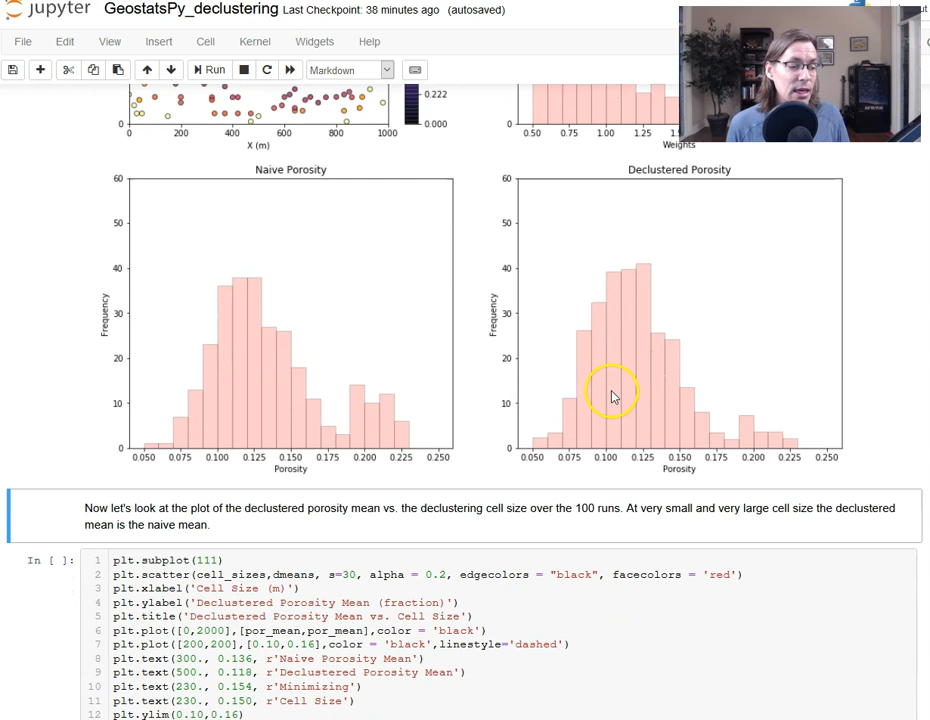 jupyter GeostatsPy_declustering Last Checkpoint: 38 minutes ago (autosaved)
File Edit View Insert Cell Kernel Widgets Help
Run Markdown
0 200 400 600 800 1000
X (m)
0.222
0.000
0.50 0.75 1.00 1.25
Weights
Naive Porosity
60
50
40
30
20
10
0
Frequency
0.050 0.075 0.100 0.125 0.150 0.175 0.200 0.225 0.250
Porosity
Declustered Porosity
60
50
40
30
20
10
0
Frequency
0.050 0.075 0.100 0.125 0.150 0.175 0.200 0.225 0.250
Porosity
Now let's look at the plot of the declustered porosity mean vs. the declustering cell size over the 100 runs. At very small and very large cell size the declustered
mean is the naive mean.
In [ ]:
1 plt.subplot(111)
2 plt.scatter(cell_sizes,dmeans, s=30, alpha = 0.2, edgecolors = "black", facecolors = 'red')
3 plt.xlabel('Cell Size (m)')
4 plt.ylabel('Declustered Porosity Mean (fraction)')
5 plt.title('Declustered Porosity Mean vs. Cell Size')
6 plt.plot([0,2000],[por_mean,por_mean],color = 'black')
7 plt.plot([200,200],[0.10,0.16],color = 'black',linestyle='dashed')
8 plt.text(300., 0.136, r'Naive Porosity Mean')
9 plt.text(500., 0.118, r'Declustered Porosity Mean')
10 plt.text(230., 0.154, r'Minimizing')
11 plt.text(230., 0.150, r'Cell Size')
12 plt.ylim(0.10,0.16)